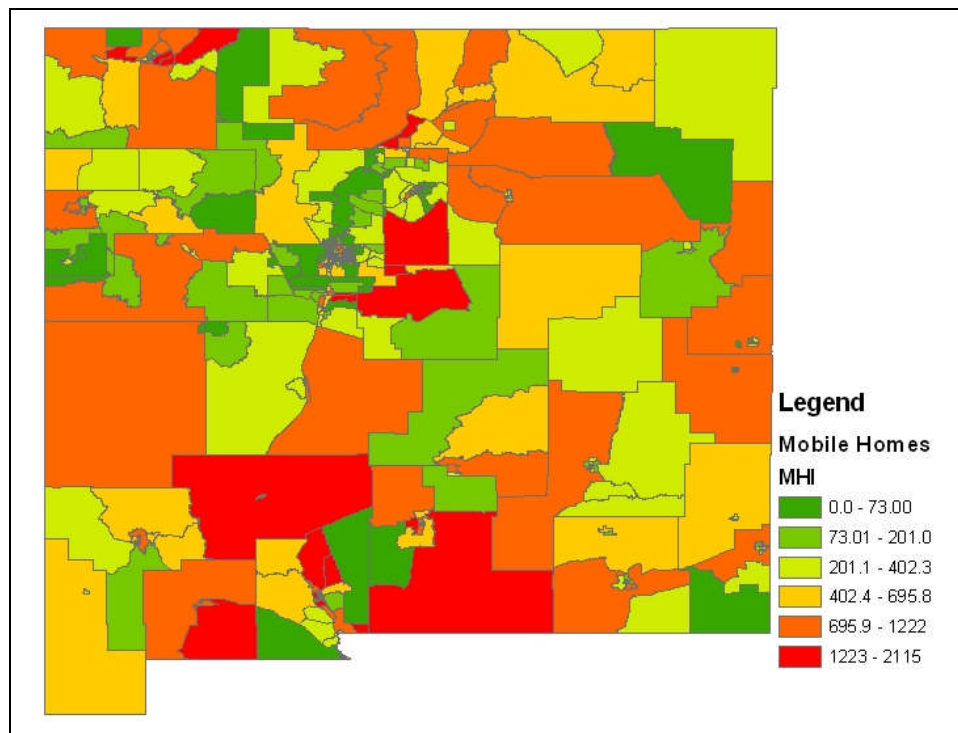 Legend
Mobile Homes
MHI
0.0 - 73.00
73.01 - 201.0
201.1 - 402.3
402.4 - 695.8
695.9 - 1222
1223 - 2115